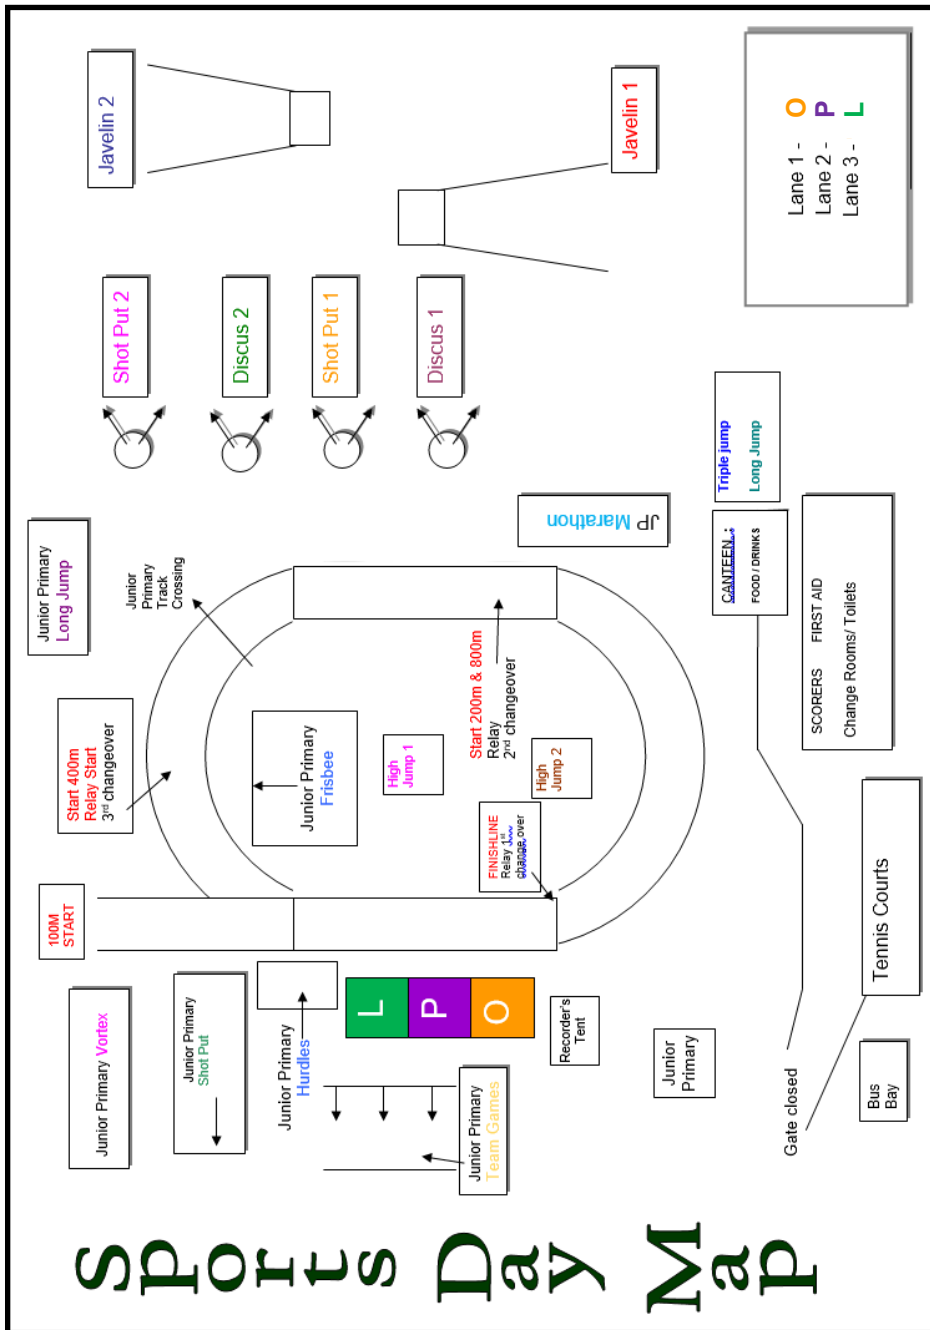 Sports Day Map
Junior Primary Vortex
100M
START
Start 400m
Relay Start
3rd changeover
Junior Primary
Long Jump
Junior Primary
Shot Put
Junior
Primary
Track
Crossing
Shot Put 2
Javelin 2
Junior Primary
Hurdles
Junior Primary
Frisbee
Discus 2
L
P
O
High
Jump 1
Shot Put 1
Junior Primary
Team Games
FINISHLINE
Relay 1st
change over
Start 200m & 800m
Relay
2nd changeover
Discus 1
Recorder's
Tent
High
Jump 2
JP Marathon
Javelin 1
Junior
Primary
CANTEEN :
FOOD / DRINKS
Triple jump
Long Jump
Gate closed
SCORERS FIRST AID
Change Rooms/ Toilets
Lane 1 - O
Lane 2 - P
Lane 3 - L
Bus
Bay
Tennis Courts